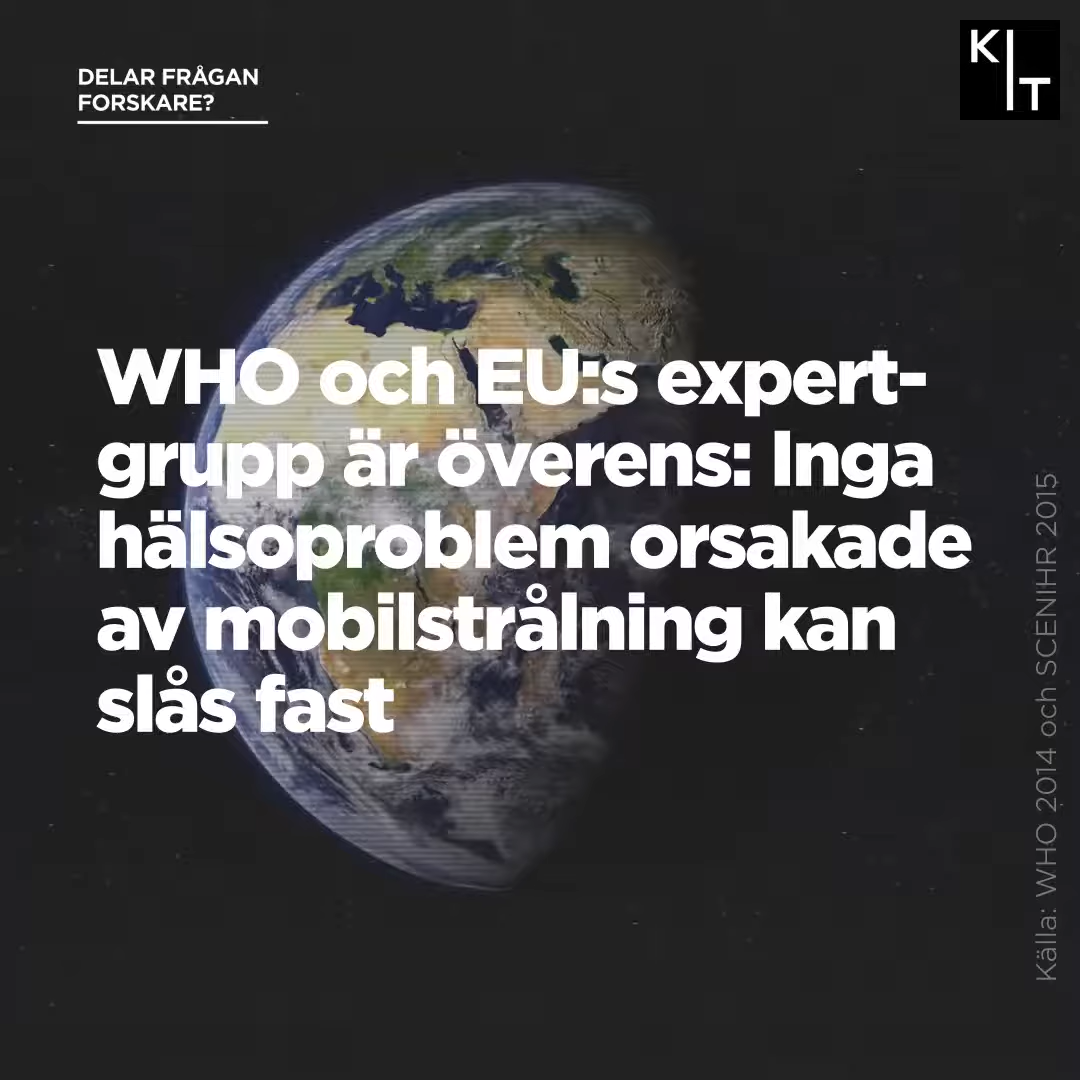 DELAR FRÅGAN
FORSKARE?
K
T
WHO och EU:s expert-
grupp är överens: Inga
hälsoproblem orsakade
av mobilstrålning kan
slås fast
Källa: WHO 2014 och SCENIHR 2015